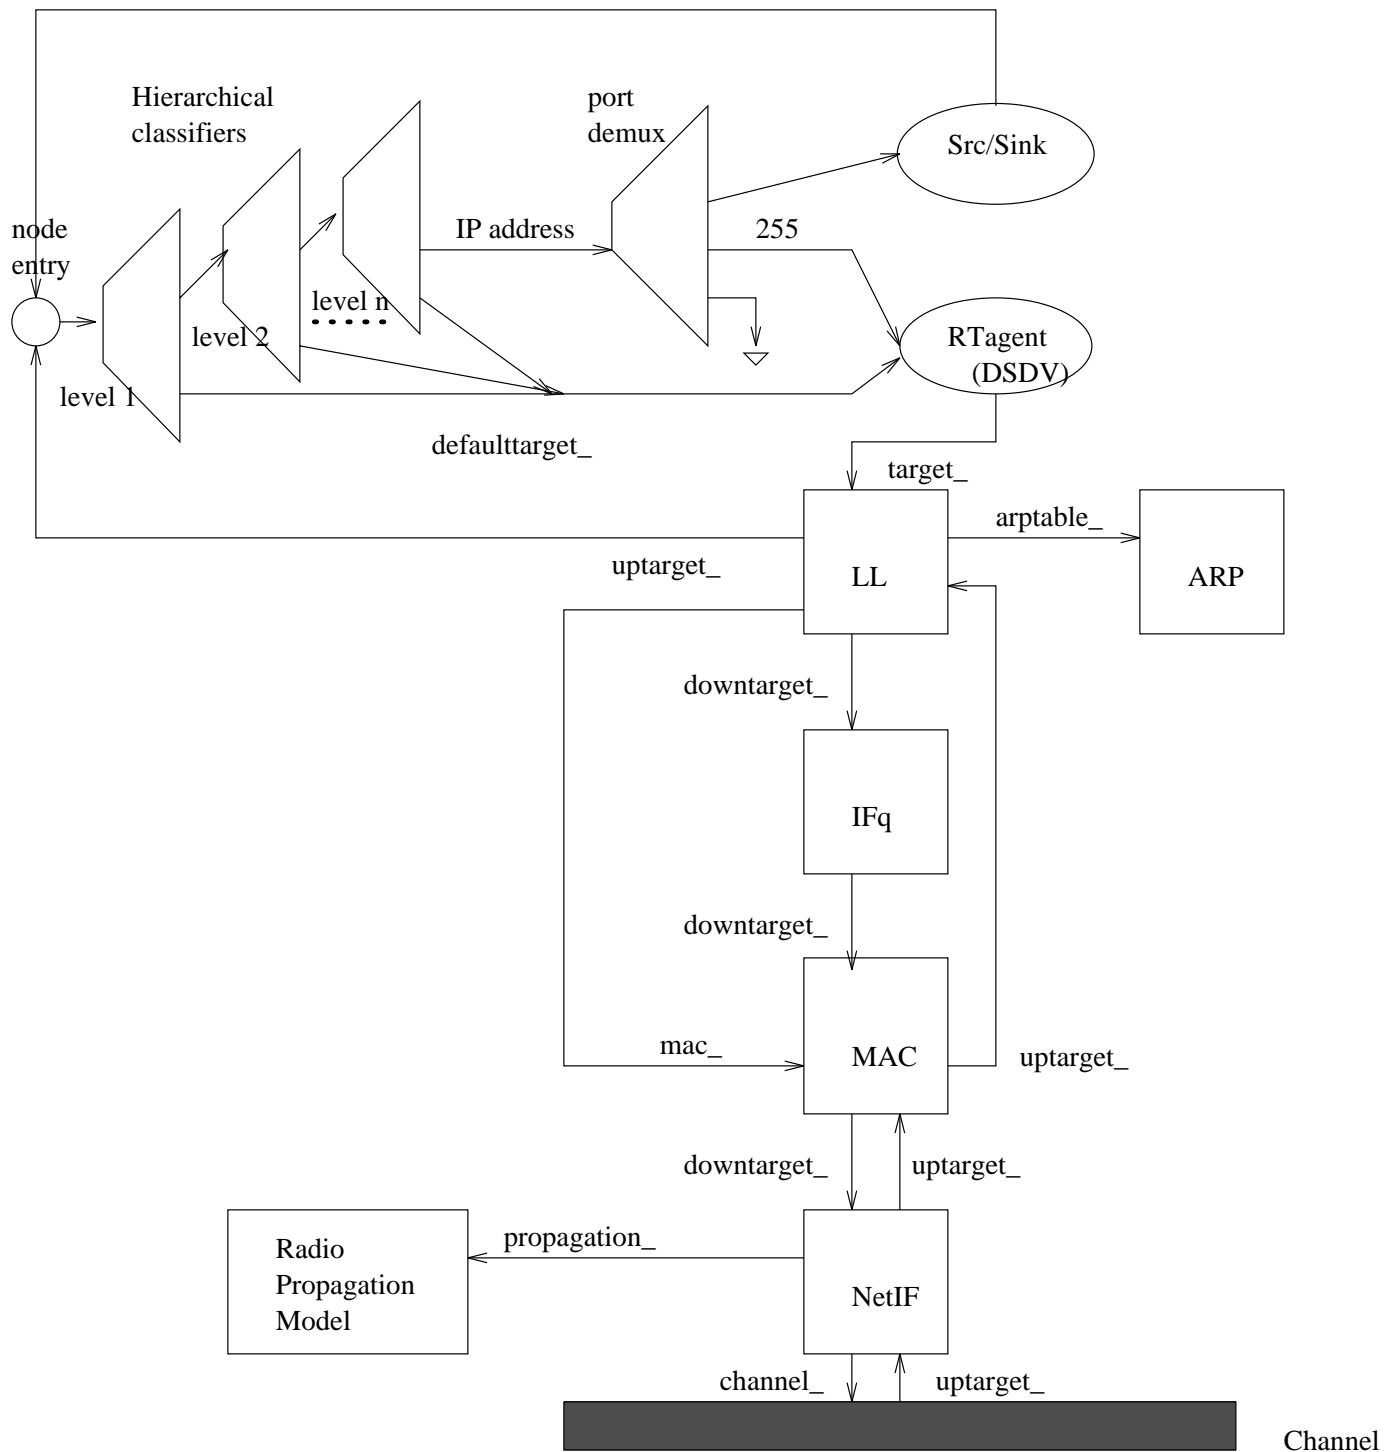 Hierarchical
classifiers
port
demux
Src/Sink
node
entry
IP address
255
level n
level 2
RTagent
(DSDV)
level 1
defaulttarget_
target_
arptable_
uptarget_
LL
ARP
downtarget_
IFq
downtarget_
mac_
MAC
uptarget_
downtarget_
uptarget_
Radio
Propagation
Model
propagation_
NetIF
channel_
uptarget_
Channel